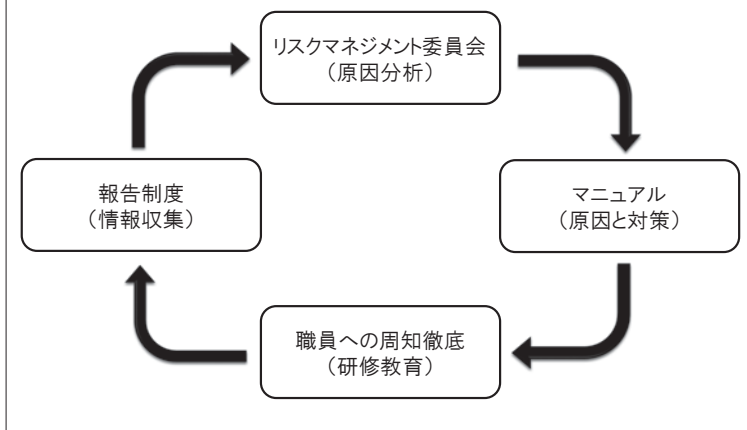 リスクマネジメント委員会
（原因分析）
マニュアル
（原因と対策）
職員への周知徹底
（研修教育）
報告制度
（情報収集）